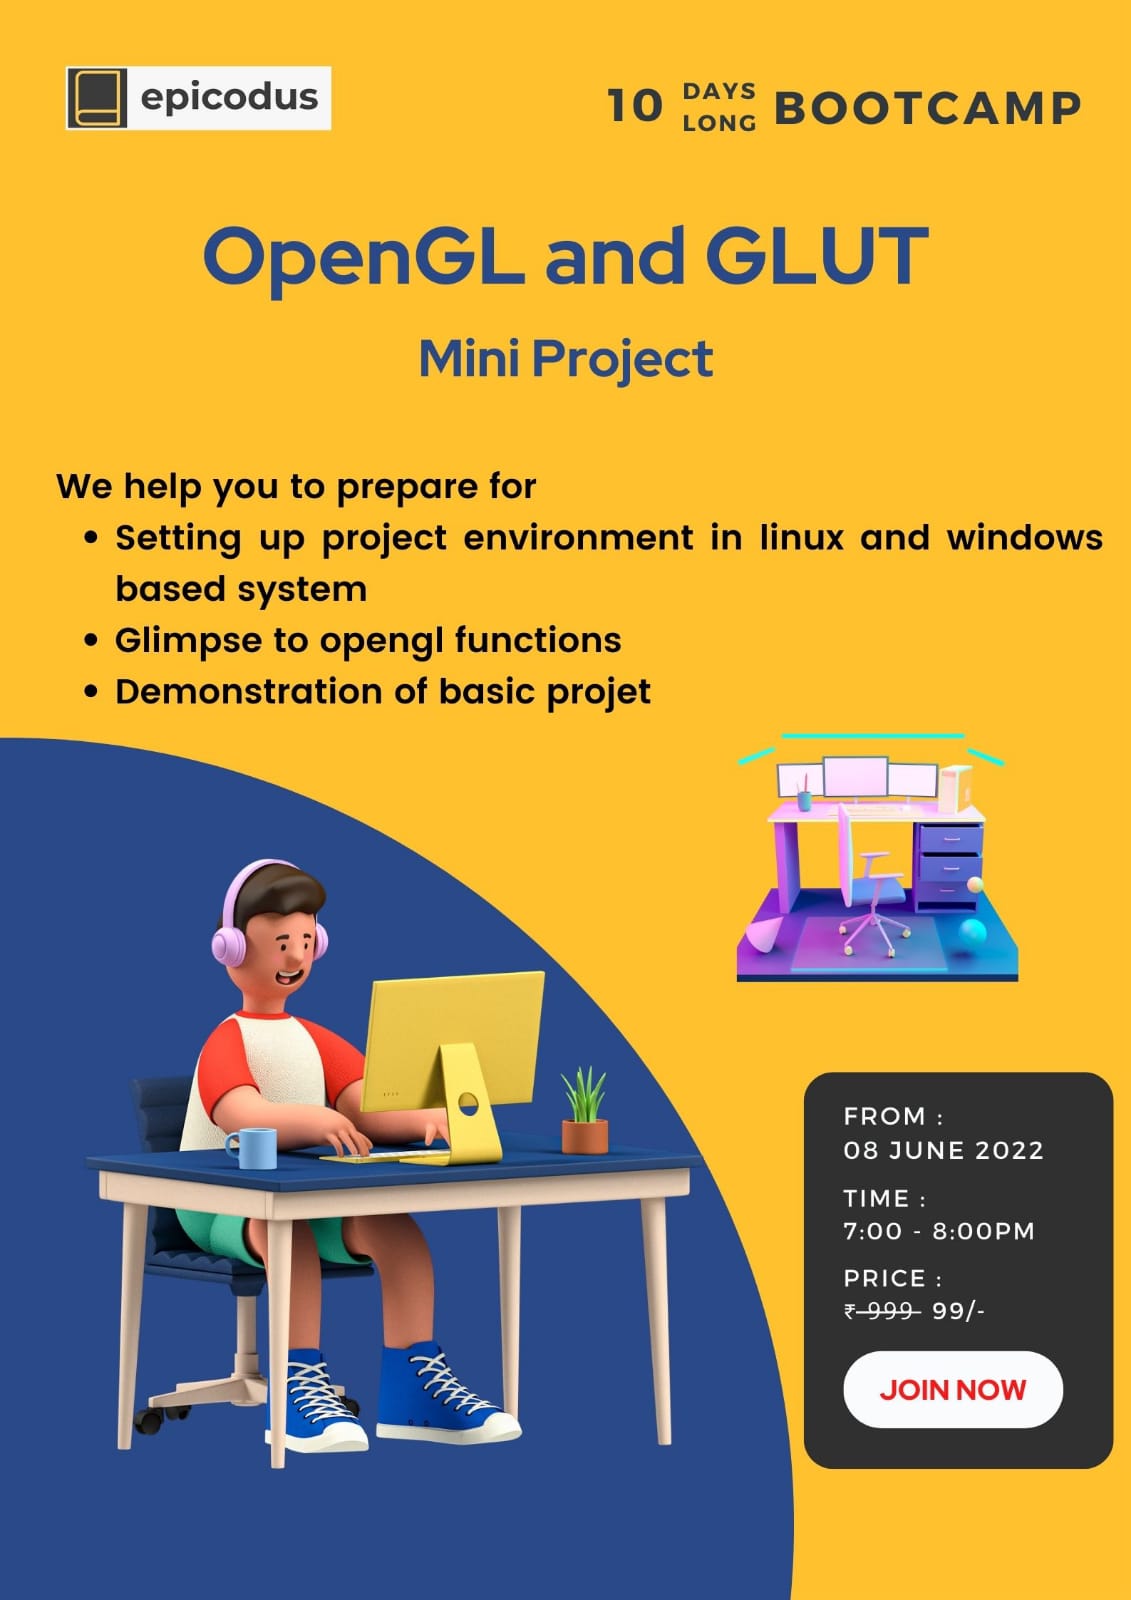 epicodus
10 DAYS LONG BOOTCAMP
OpenGL and GLUT
Mini Project
We help you to prepare for
• Setting up project environment in linux and windows
based system
• Glimpse to opengl functions
• Demonstration of basic projet
FROM :
08 JUNE 2022
TIME :
7:00 - 8:00PM
PRICE :
₹ 999 99/-
JOIN NOW